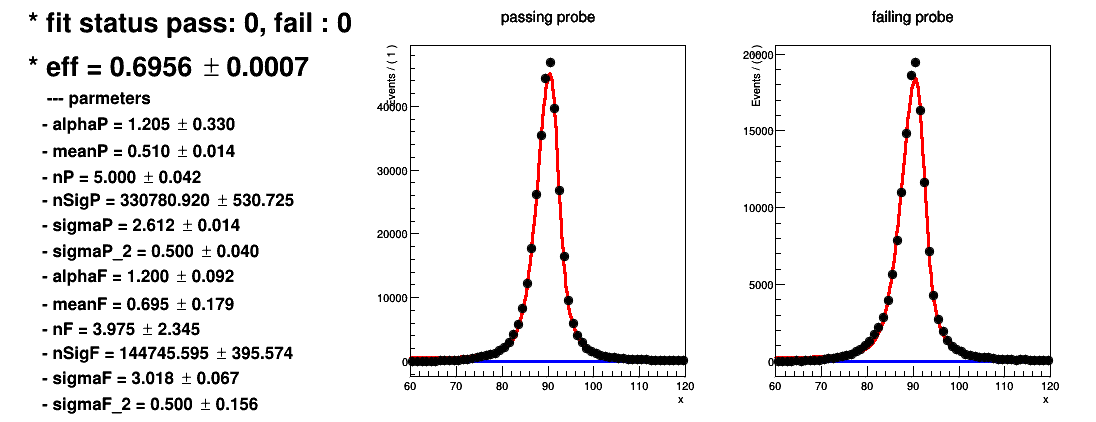 * fit status pass: 0, fail : 0
* eff = 0.6956 ± 0.0007
--- parmeters
- alphaP = 1.205 ± 0.330
- meanP = 0.510 ± 0.014
- nP = 5.000 ± 0.042
- nSigP = 330780.920 ± 530.725
- sigmaP = 2.612 ± 0.014
- sigmaP_2 = 0.500 ± 0.040
- alphaF = 1.200 ± 0.092
- meanF = 0.695 ± 0.179
- nF = 3.975 ± 2.345
- nSigF = 144745.595 ± 395.574
- sigmaF = 3.018 ± 0.067
- sigmaF_2 = 0.500 ± 0.156
passing probe
Events / ( 1 )
40000
30000
20000
10000
0
60 70 80 90 100 110 120
x
failing probe
Events / (
20000
15000
10000
5000
0
60 70 80 90 100 110 120
x